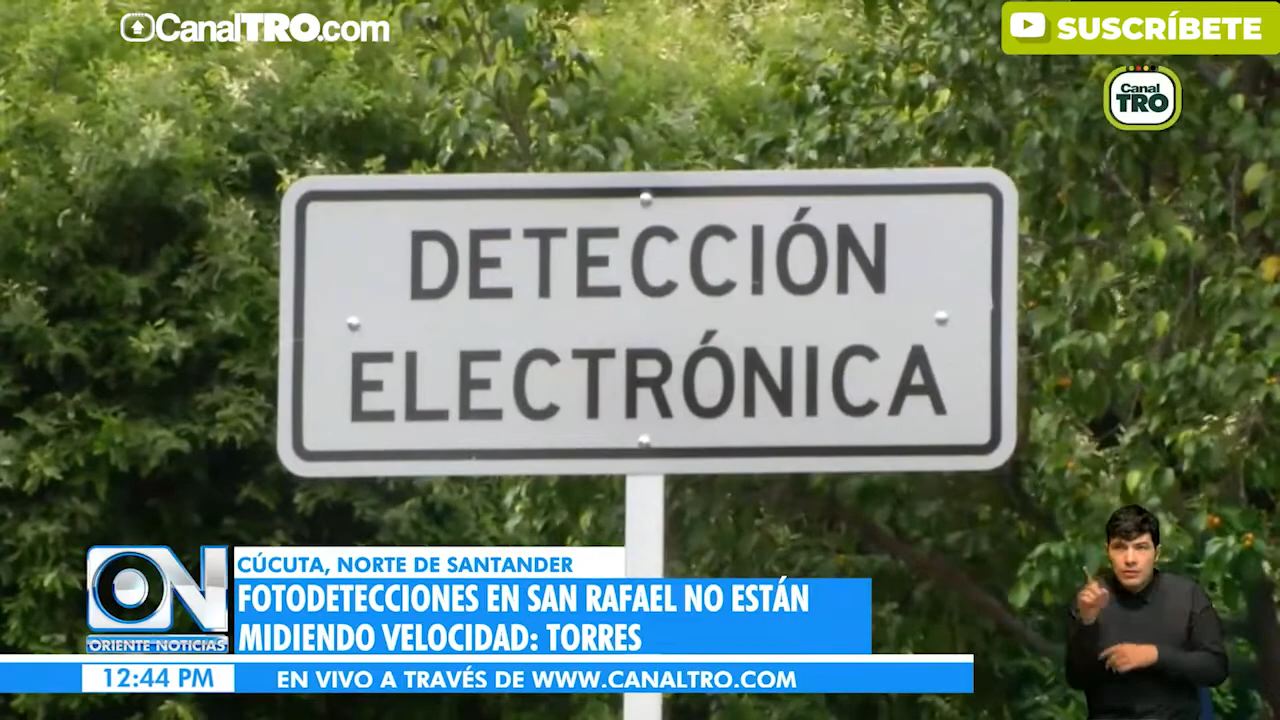 CanalTRO.com
SUSCRÍBETE
Canal
TRO
DETECCIÓN
ELECTRÓNICA
ON
ORIENTE NOTICIAS
CÚCUTA, NORTE DE SANTANDER
FOTODETECCIONES EN SAN RAFAEL NO ESTÁN
MIDIENDO VELOCIDAD: TORRES
12:44 PM
EN VIVO A TRAVÉS DE WWW.CANALTRO.COM